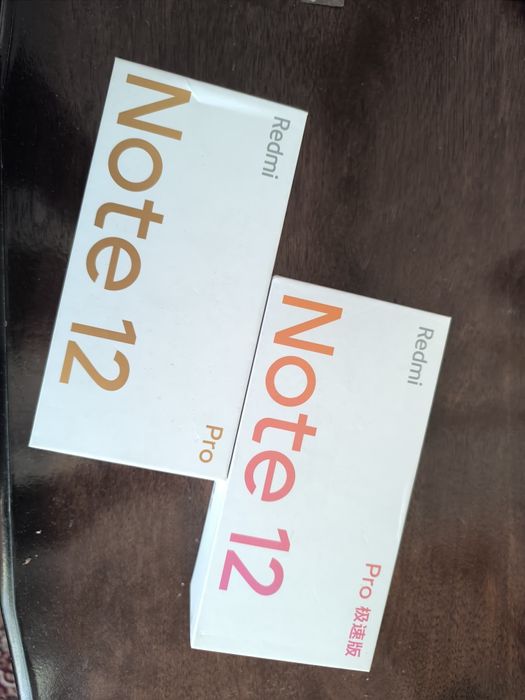 Redmi
Note 12
Pro
Redmi
Note 12
Pro 极速版